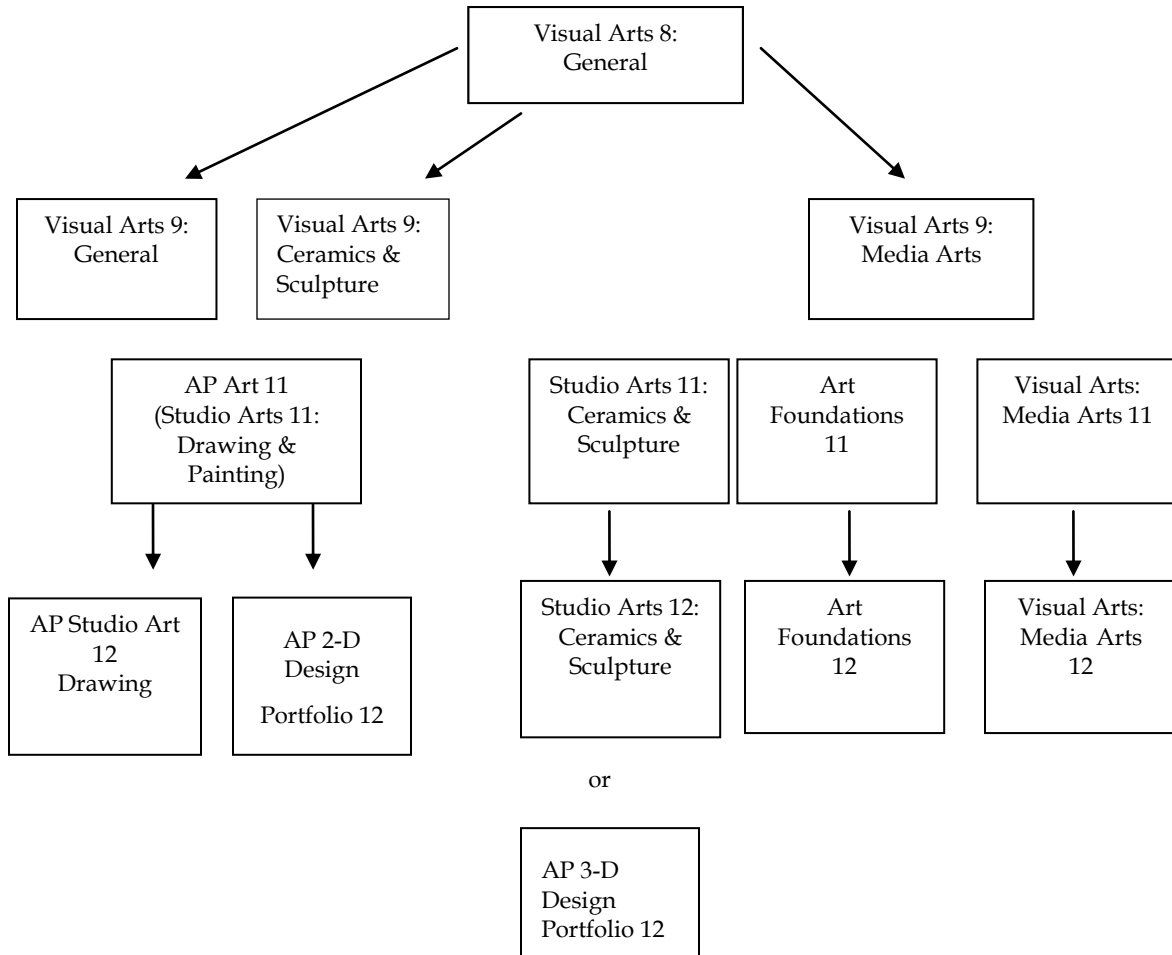 Visual Arts 8:
General
Visual Arts 9:
General
Visual Arts 9:
Ceramics &
Sculpture
Visual Arts 9:
Media Arts
AP Art 11
(Studio Arts 11:
Drawing &
Painting)
Studio Arts 11:
Ceramics &
Sculpture
Art
Foundations
11
Visual Arts:
Media Arts 11
AP Studio Art
12
Drawing
AP 2-D
Design
Portfolio 12
Studio Arts 12:
Ceramics &
Sculpture
Art
Foundations
12
Visual Arts:
Media Arts
12
or
AP 3-D
Design
Portfolio 12